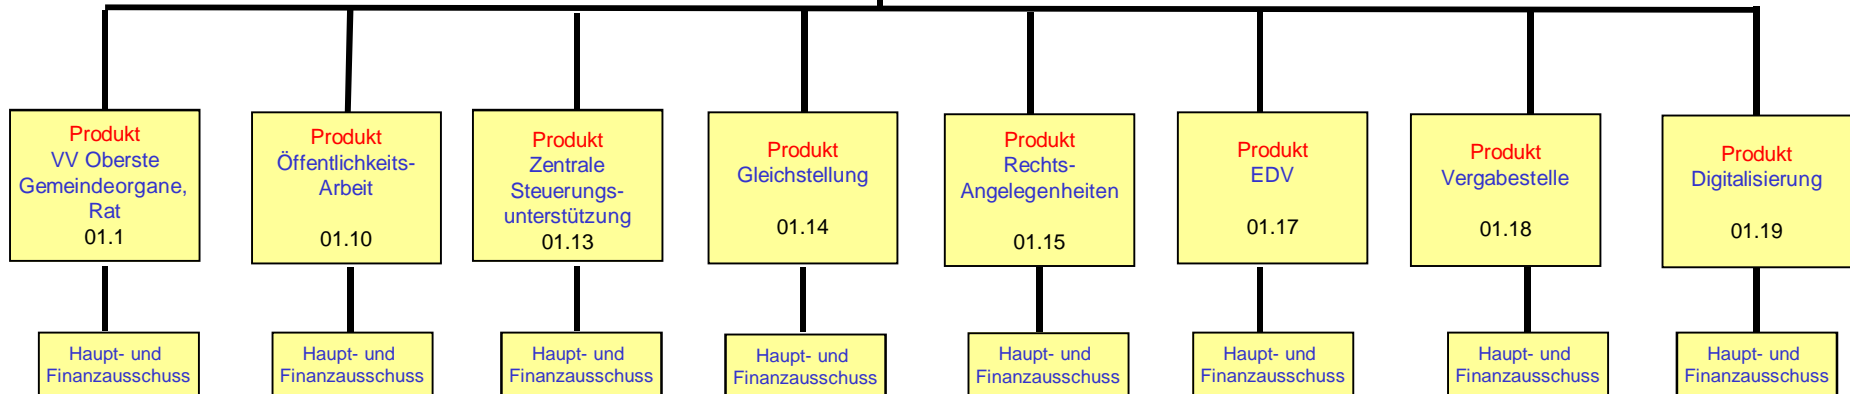 Produkt
VV Oberste
Gemeindeorgane,
Rat
01.1
Produkt
Öffentlichkeits-
Arbeit
01.10
Produkt
Zentrale
Steuerungs-
unterstützung
01.13
Produkt
Gleichstellung
01.14
Produkt
Rechts-
Angelegenheiten
01.15
Produkt
EDV
01.17
Produkt
Vergabestelle
01.18
Produkt
Digitalisierung
01.19
Haupt- und
Finanzausschuss
Haupt- und
Finanzausschuss
Haupt- und
Finanzausschuss
Haupt- und
Finanzausschuss
Haupt- und
Finanzausschuss
Haupt- und
Finanzausschuss
Haupt- und
Finanzausschuss
Haupt- und
Finanzausschuss